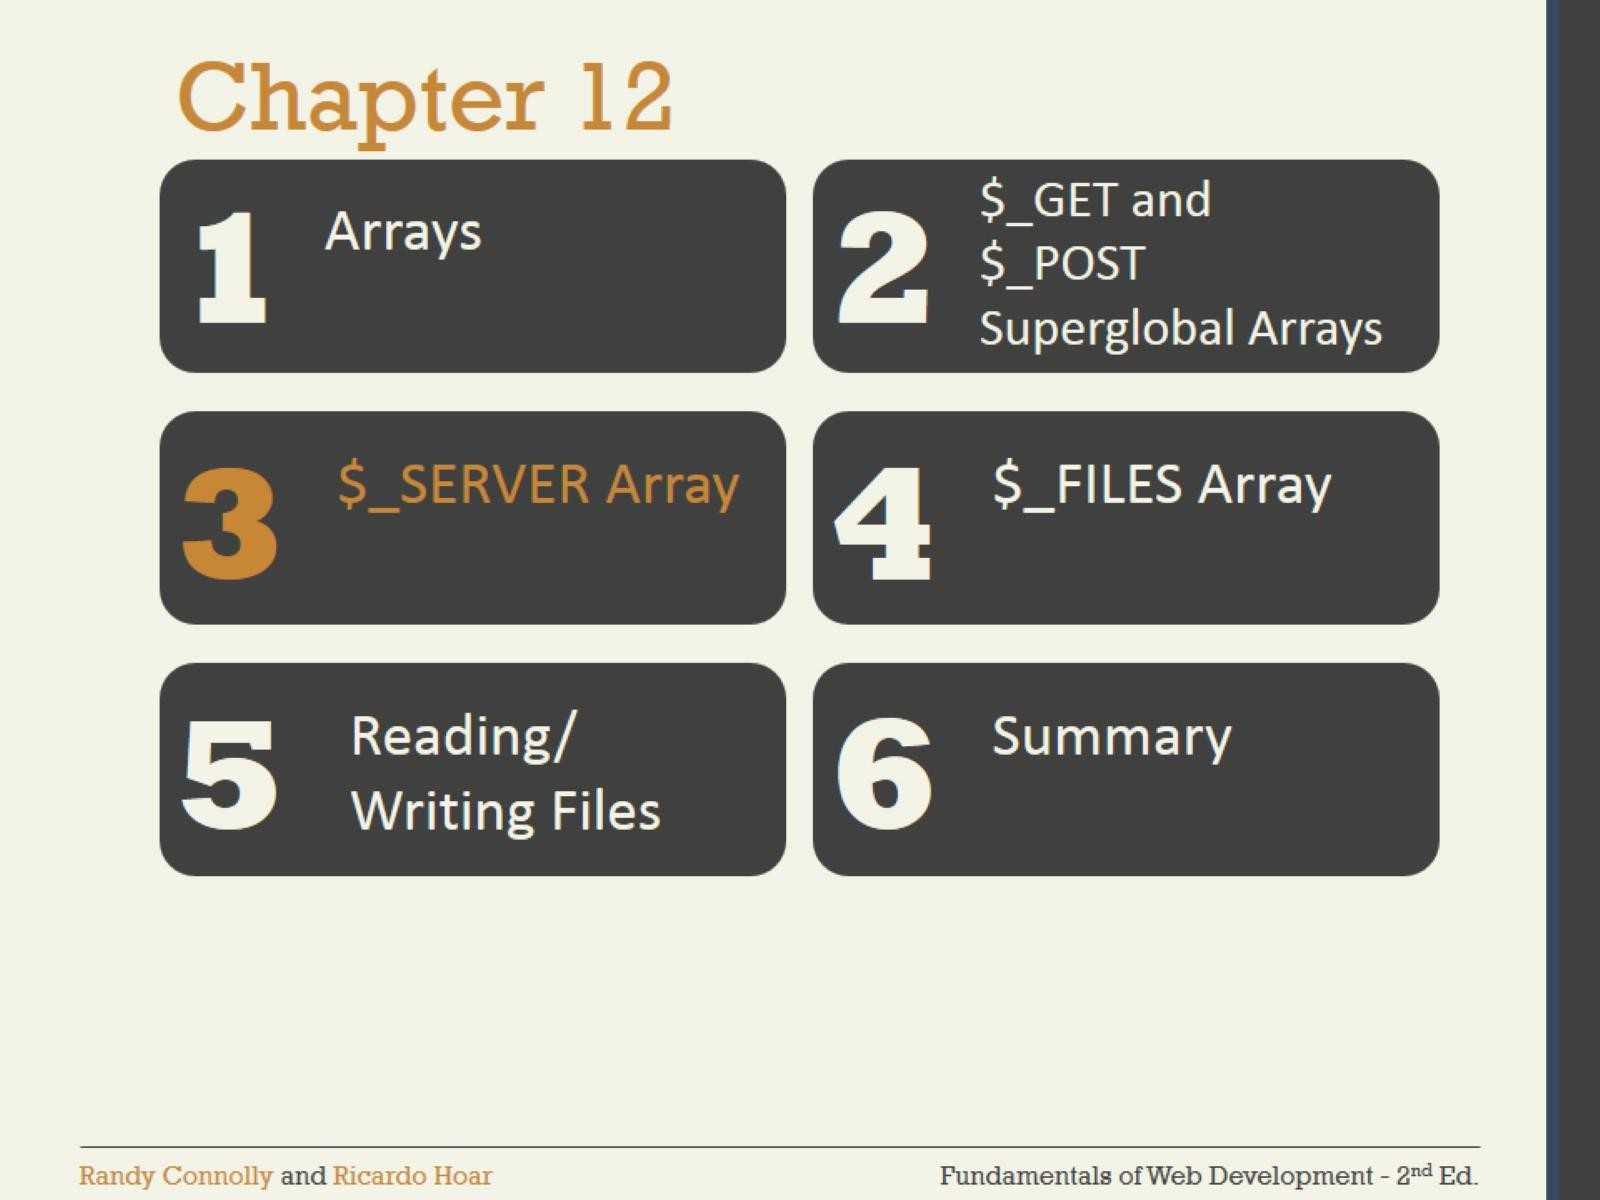 Chapter 12
1
Arrays
2
$_GET and
$_POST
Superglobal Arrays
3
$_SERVER Array
4
$_FILES Array
5
Reading/
Writing Files
6
Summary
Randy Connolly and Ricardo Hoar
Fundamentals of Web Development - 2nd Ed.